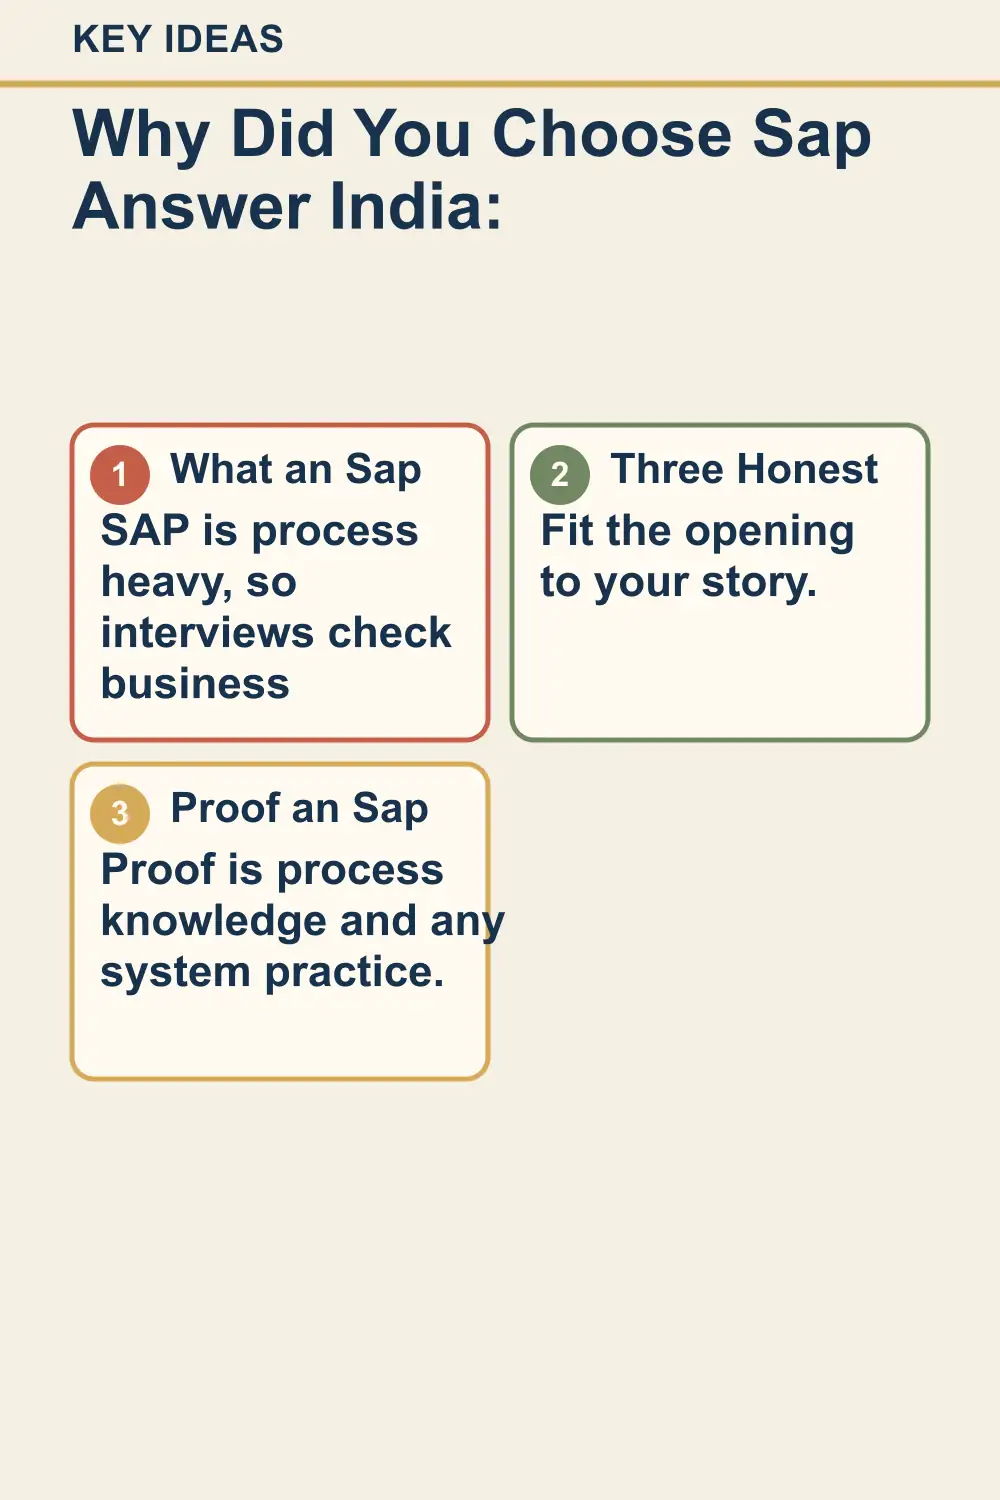 KEY IDEAS
Why Did You Choose Sap
Answer India:
1 What an Sap
SAP is process
heavy, so
interviews check
business
2 Three Honest
Fit the opening
to your story.
3 Proof an Sap
Proof is process
knowledge and any
system practice.